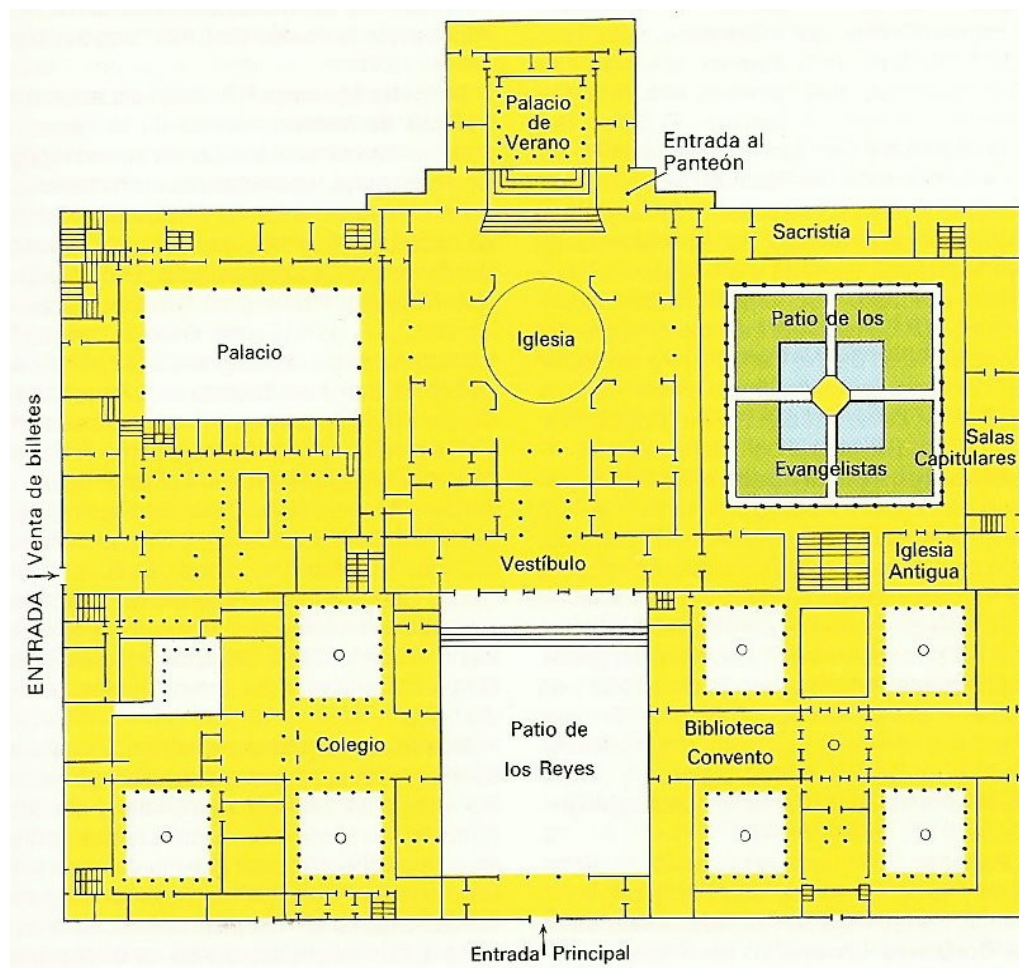 Palacio
de
Verano
Entrada al
Panteón
Sacristía
Patio de los
Evangelistas
Iglesia
Palacio
Salas
Capitulares
Iglesia
Antigua
Vestíbulo
ENTRADA Venta de billetes
Colegio
Patio de
los Reyes
Biblioteca
Convento
Entrada Principal